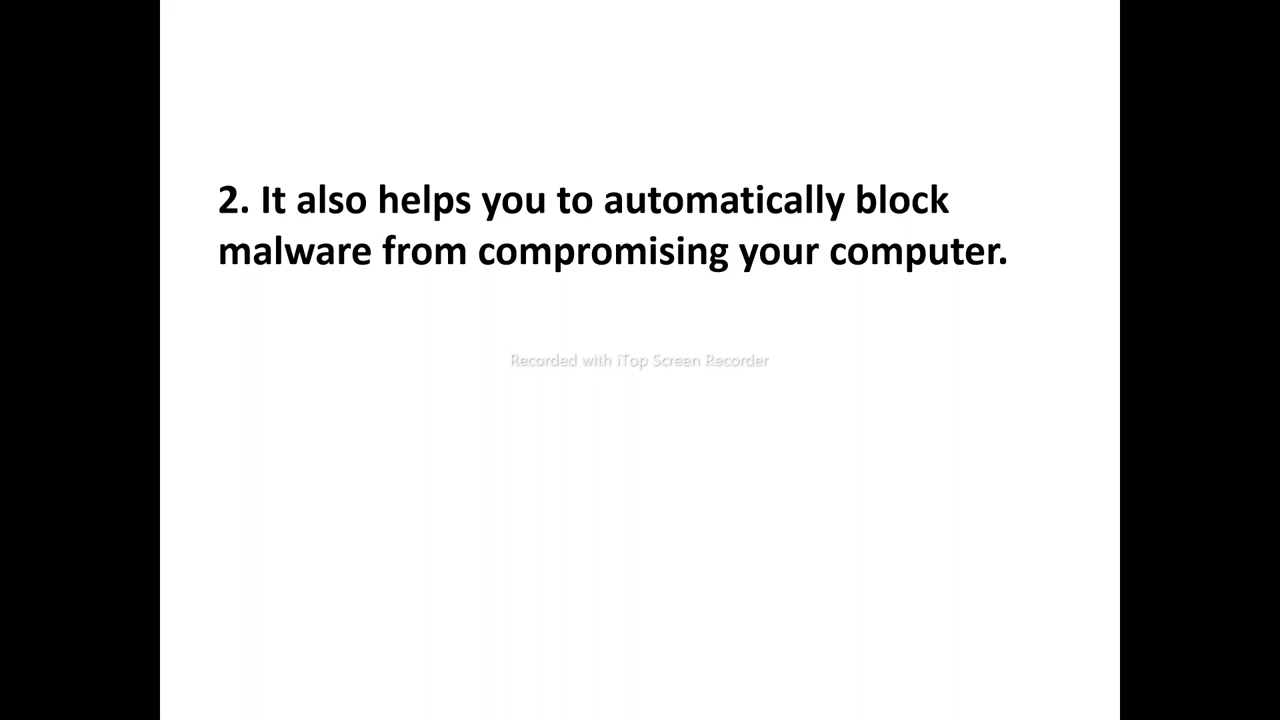 2. It also helps you to automatically block
malware from compromising your computer.
Recorded with iTop Screen Recorder